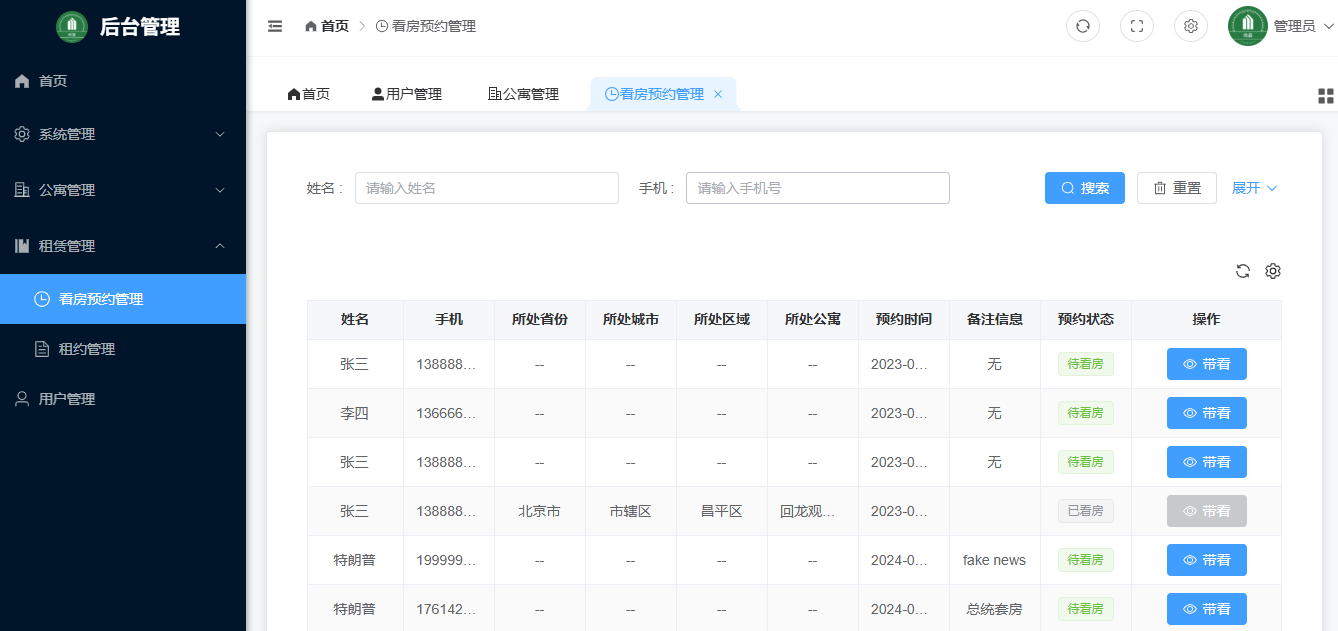 后台管理
首页
系统管理
公寓管理
租赁管理
看房预约管理
租约管理
用户管理
首页 > 看房预约管理
管理员
首页 用户管理 公寓管理 看房预约管理 ×
姓名 : 请输入姓名 手机 : 请输入手机号 搜索 重置 展开
姓名 手机 所处省份 所处城市 所处区域 所处公寓 预约时间 备注信息 预约状态 操作
张三 138888... -- -- -- -- 2023-0... 无 待看房 带看
李四 136666... -- -- -- -- 2023-0... 无 待看房 带看
张三 138888... -- -- -- -- 2023-0... 无 待看房 带看
张三 138888... 北京市 市辖区 昌平区 回龙观... 2023-0... 已看房 带看
特朗普 199999... -- -- -- -- 2024-0... fake news 待看房 带看
特朗普 176142... -- -- -- -- 2024-0... 总统套房 待看房 带看